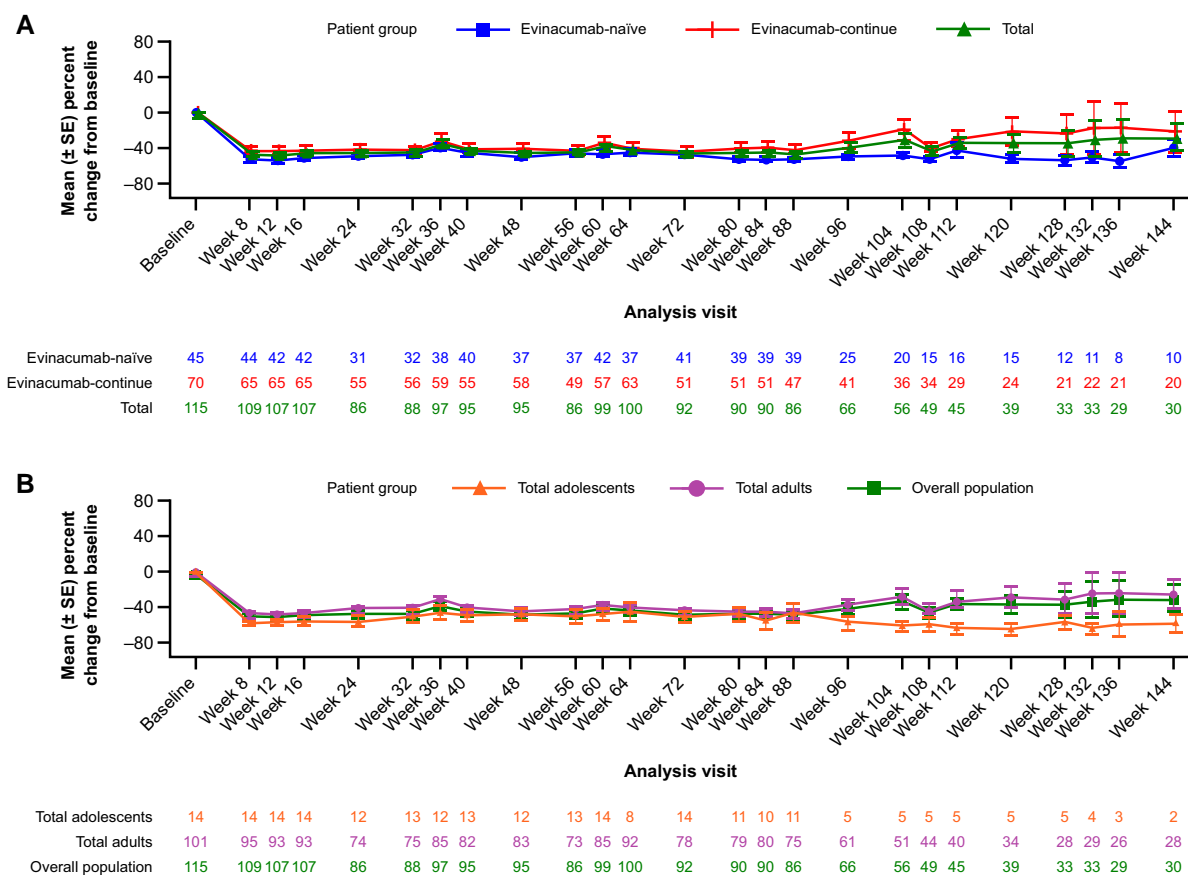 A
Patient group Evinacumab-naïve Evinacumab-continue Total
Mean (± SE) percent
change from baseline
80
40
0
–40
–80
Baseline Week 8 Week 12 Week 16 Week 24 Week 32 Week 36 Week 40 Week 48 Week 56 Week 60 Week 64 Week 72 Week 80 Week 84 Week 88 Week 96 Week 104 Week 108 Week 112 Week 120 Week 128 Week 132 Week 136 Week 144
Analysis visit
Evinacumab-naïve 45 44 42 42 31 32 38 40 37 37 42 37 41 39 39 39 25 20 15 16 15 12 11 8 10
Evinacumab-continue 70 65 65 65 55 56 59 55 58 49 57 63 51 51 51 47 41 36 34 29 24 21 22 21 20
Total 115 109 107 107 86 88 97 95 95 86 99 100 92 90 90 86 66 56 49 45 39 33 33 29 30
B
Patient group Total adolescents Total adults Overall population
Mean (± SE) percent
change from baseline
80
40
0
–40
–80
Baseline Week 8 Week 12 Week 16 Week 24 Week 32 Week 36 Week 40 Week 48 Week 56 Week 60 Week 64 Week 72 Week 80 Week 84 Week 88 Week 96 Week 104 Week 108 Week 112 Week 120 Week 128 Week 132 Week 136 Week 144
Analysis visit
Total adolescents 14 14 14 14 12 13 12 13 12 13 14 8 14 11 10 11 5 5 5 5 5 5 4 3 2
Total adults 101 95 93 93 74 75 85 82 83 73 85 92 78 79 80 75 61 51 44 40 34 28 29 26 28
Overall population 115 109 107 107 86 88 97 95 95 86 99 100 92 90 90 86 66 56 49 45 39 33 33 29 30